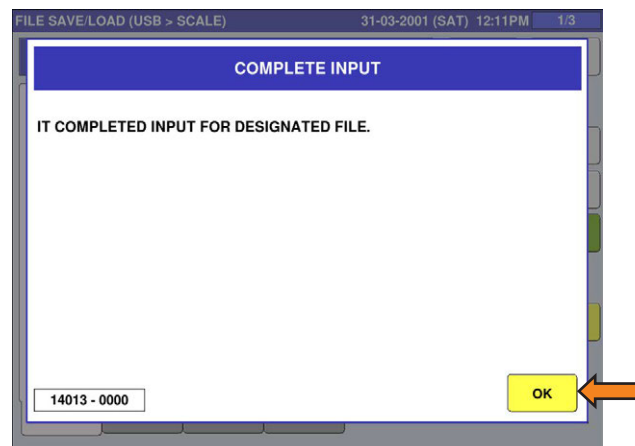 FILE SAVE/LOAD (USB > SCALE) 31-03-2001 (SAT) 12:11PM 1/3
COMPLETE INPUT
IT COMPLETED INPUT FOR DESIGNATED FILE.
14013 - 0000
OK